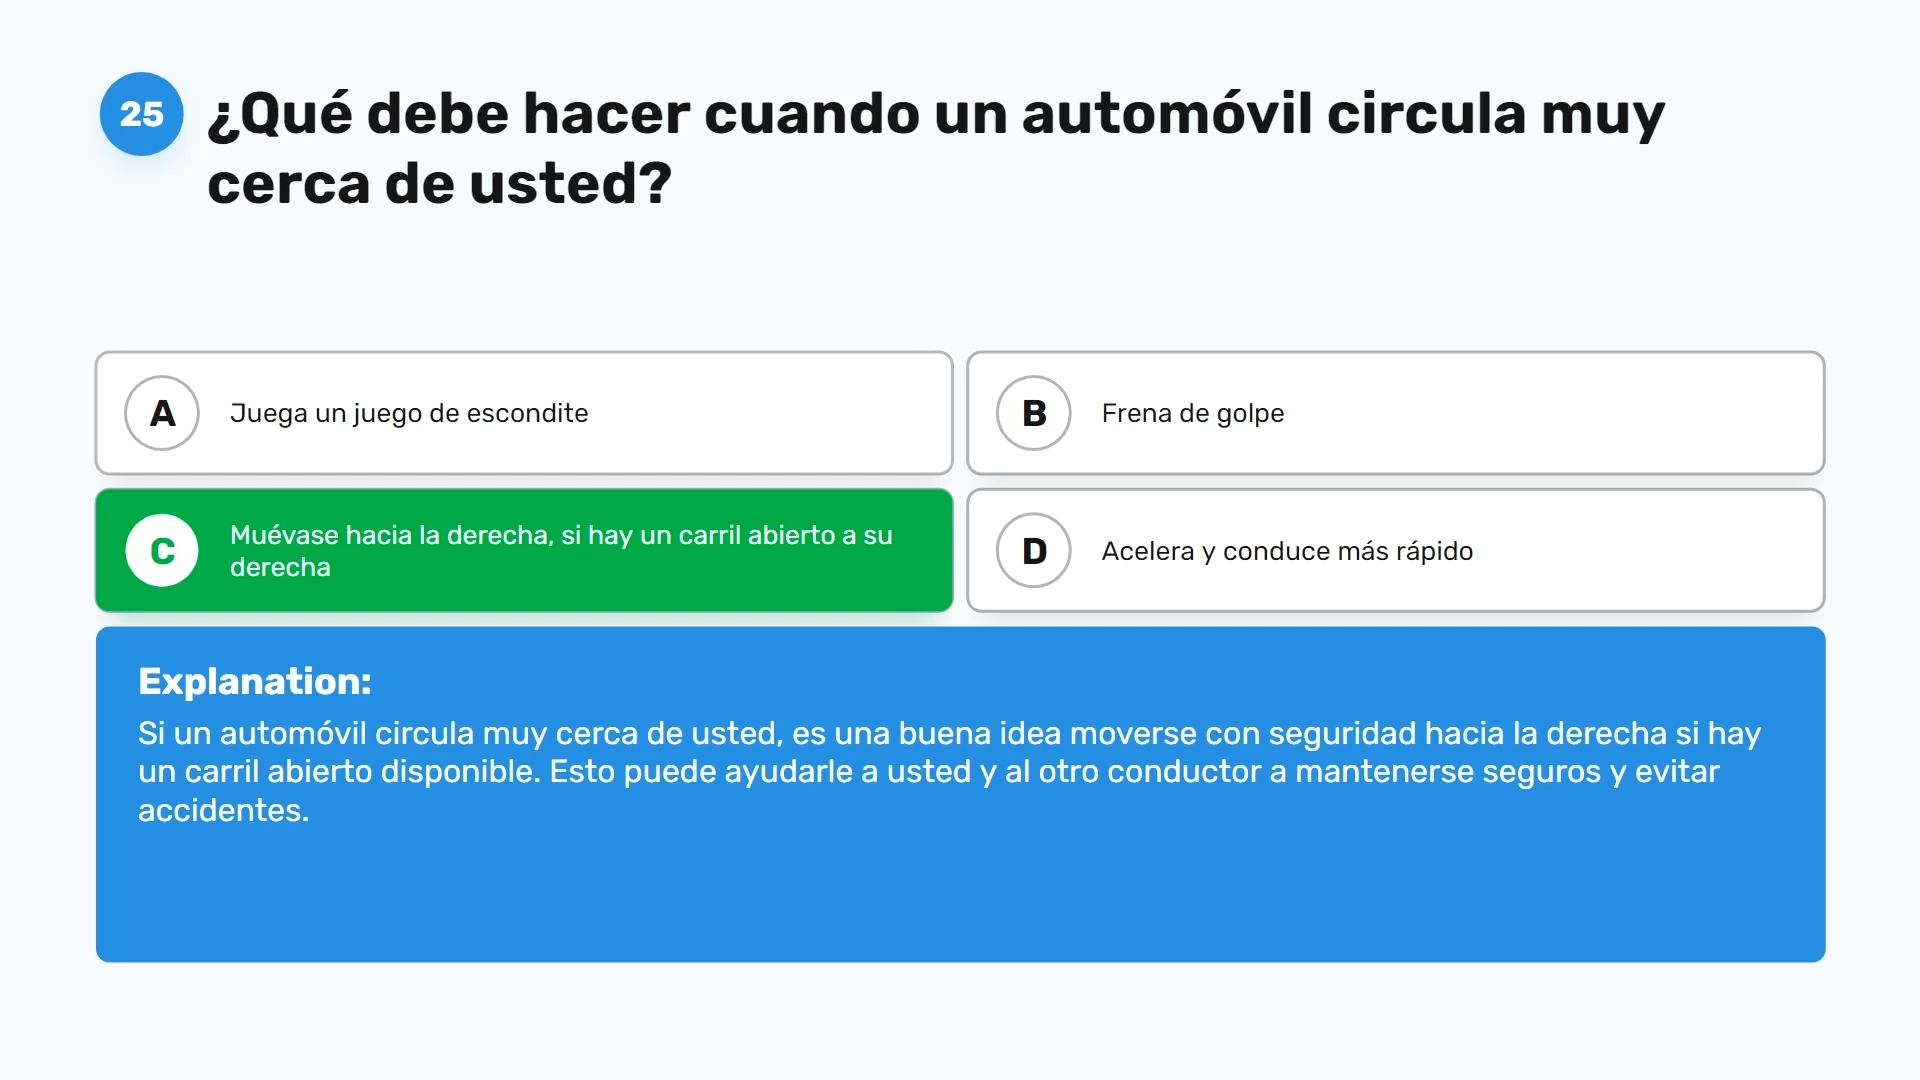 25
¿Qué debe hacer cuando un automóvil circula muy
cerca de usted?
A
Juega un juego de escondite
B
Frena de golpe
C
Muévase hacia la derecha, si hay un carril abierto a su
derecha
D
Acelera y conduce más rápido
Explanation:
Si un automóvil circula muy cerca de usted, es una buena idea moverse con seguridad hacia la derecha si hay
un carril abierto disponible. Esto puede ayudarle a usted y al otro conductor a mantenerse seguros y evitar
accidentes.